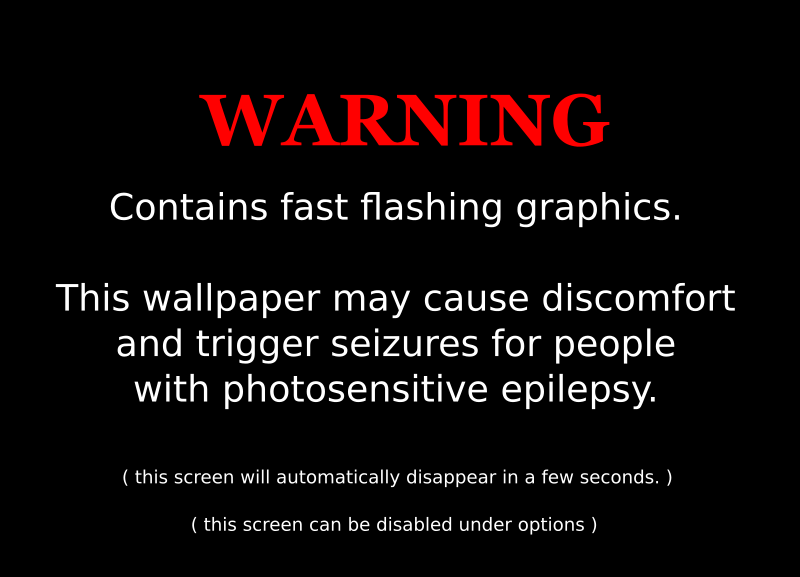 WARNING
Contains fast flashing graphics.
This wallpaper may cause discomfort
and trigger seizures for people
with photosensitive epilepsy.
( this screen will automatically disappear in a few seconds. )
( this screen can be disabled under options )